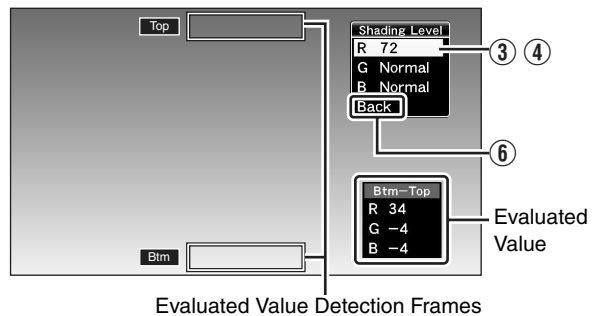 Top
Shading Level
R 72
G Normal
B Normal
Back
③ ④
⑥
Btm-Top
R 34
G -4
B -4
Evaluated
Value
Btm
Evaluated Value Detection Frames